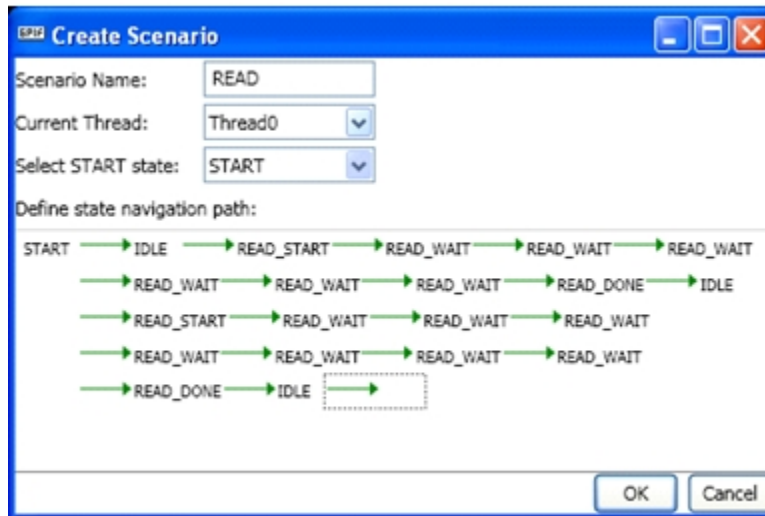 GPIF Create Scenario
Scenario Name: READ
Current Thread: Thread0
Select START state: START
Define state navigation path:
START IDLE READ_START READ_WAIT READ_WAIT READ_WAIT
READ_WAIT READ_WAIT READ_WAIT READ_DONE IDLE
READ_START READ_WAIT READ_WAIT READ_WAIT
READ_WAIT READ_WAIT READ_WAIT READ_WAIT
READ_DONE IDLE
OK Cancel